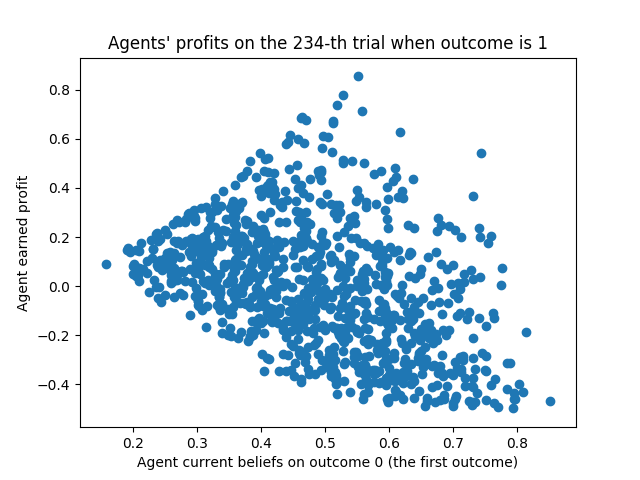 Agents' profits on the 234-th trial when outcome is 1
Agent earned profit
0.8
0.6
0.4
0.2
0.0
−0.2
−0.4
0.2 0.3 0.4 0.5 0.6 0.7 0.8
Agent current beliefs on outcome 0 (the first outcome)